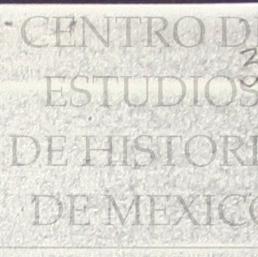 CENTRO D
ESTUDIOS
DE HISTORI
DE MEXICO